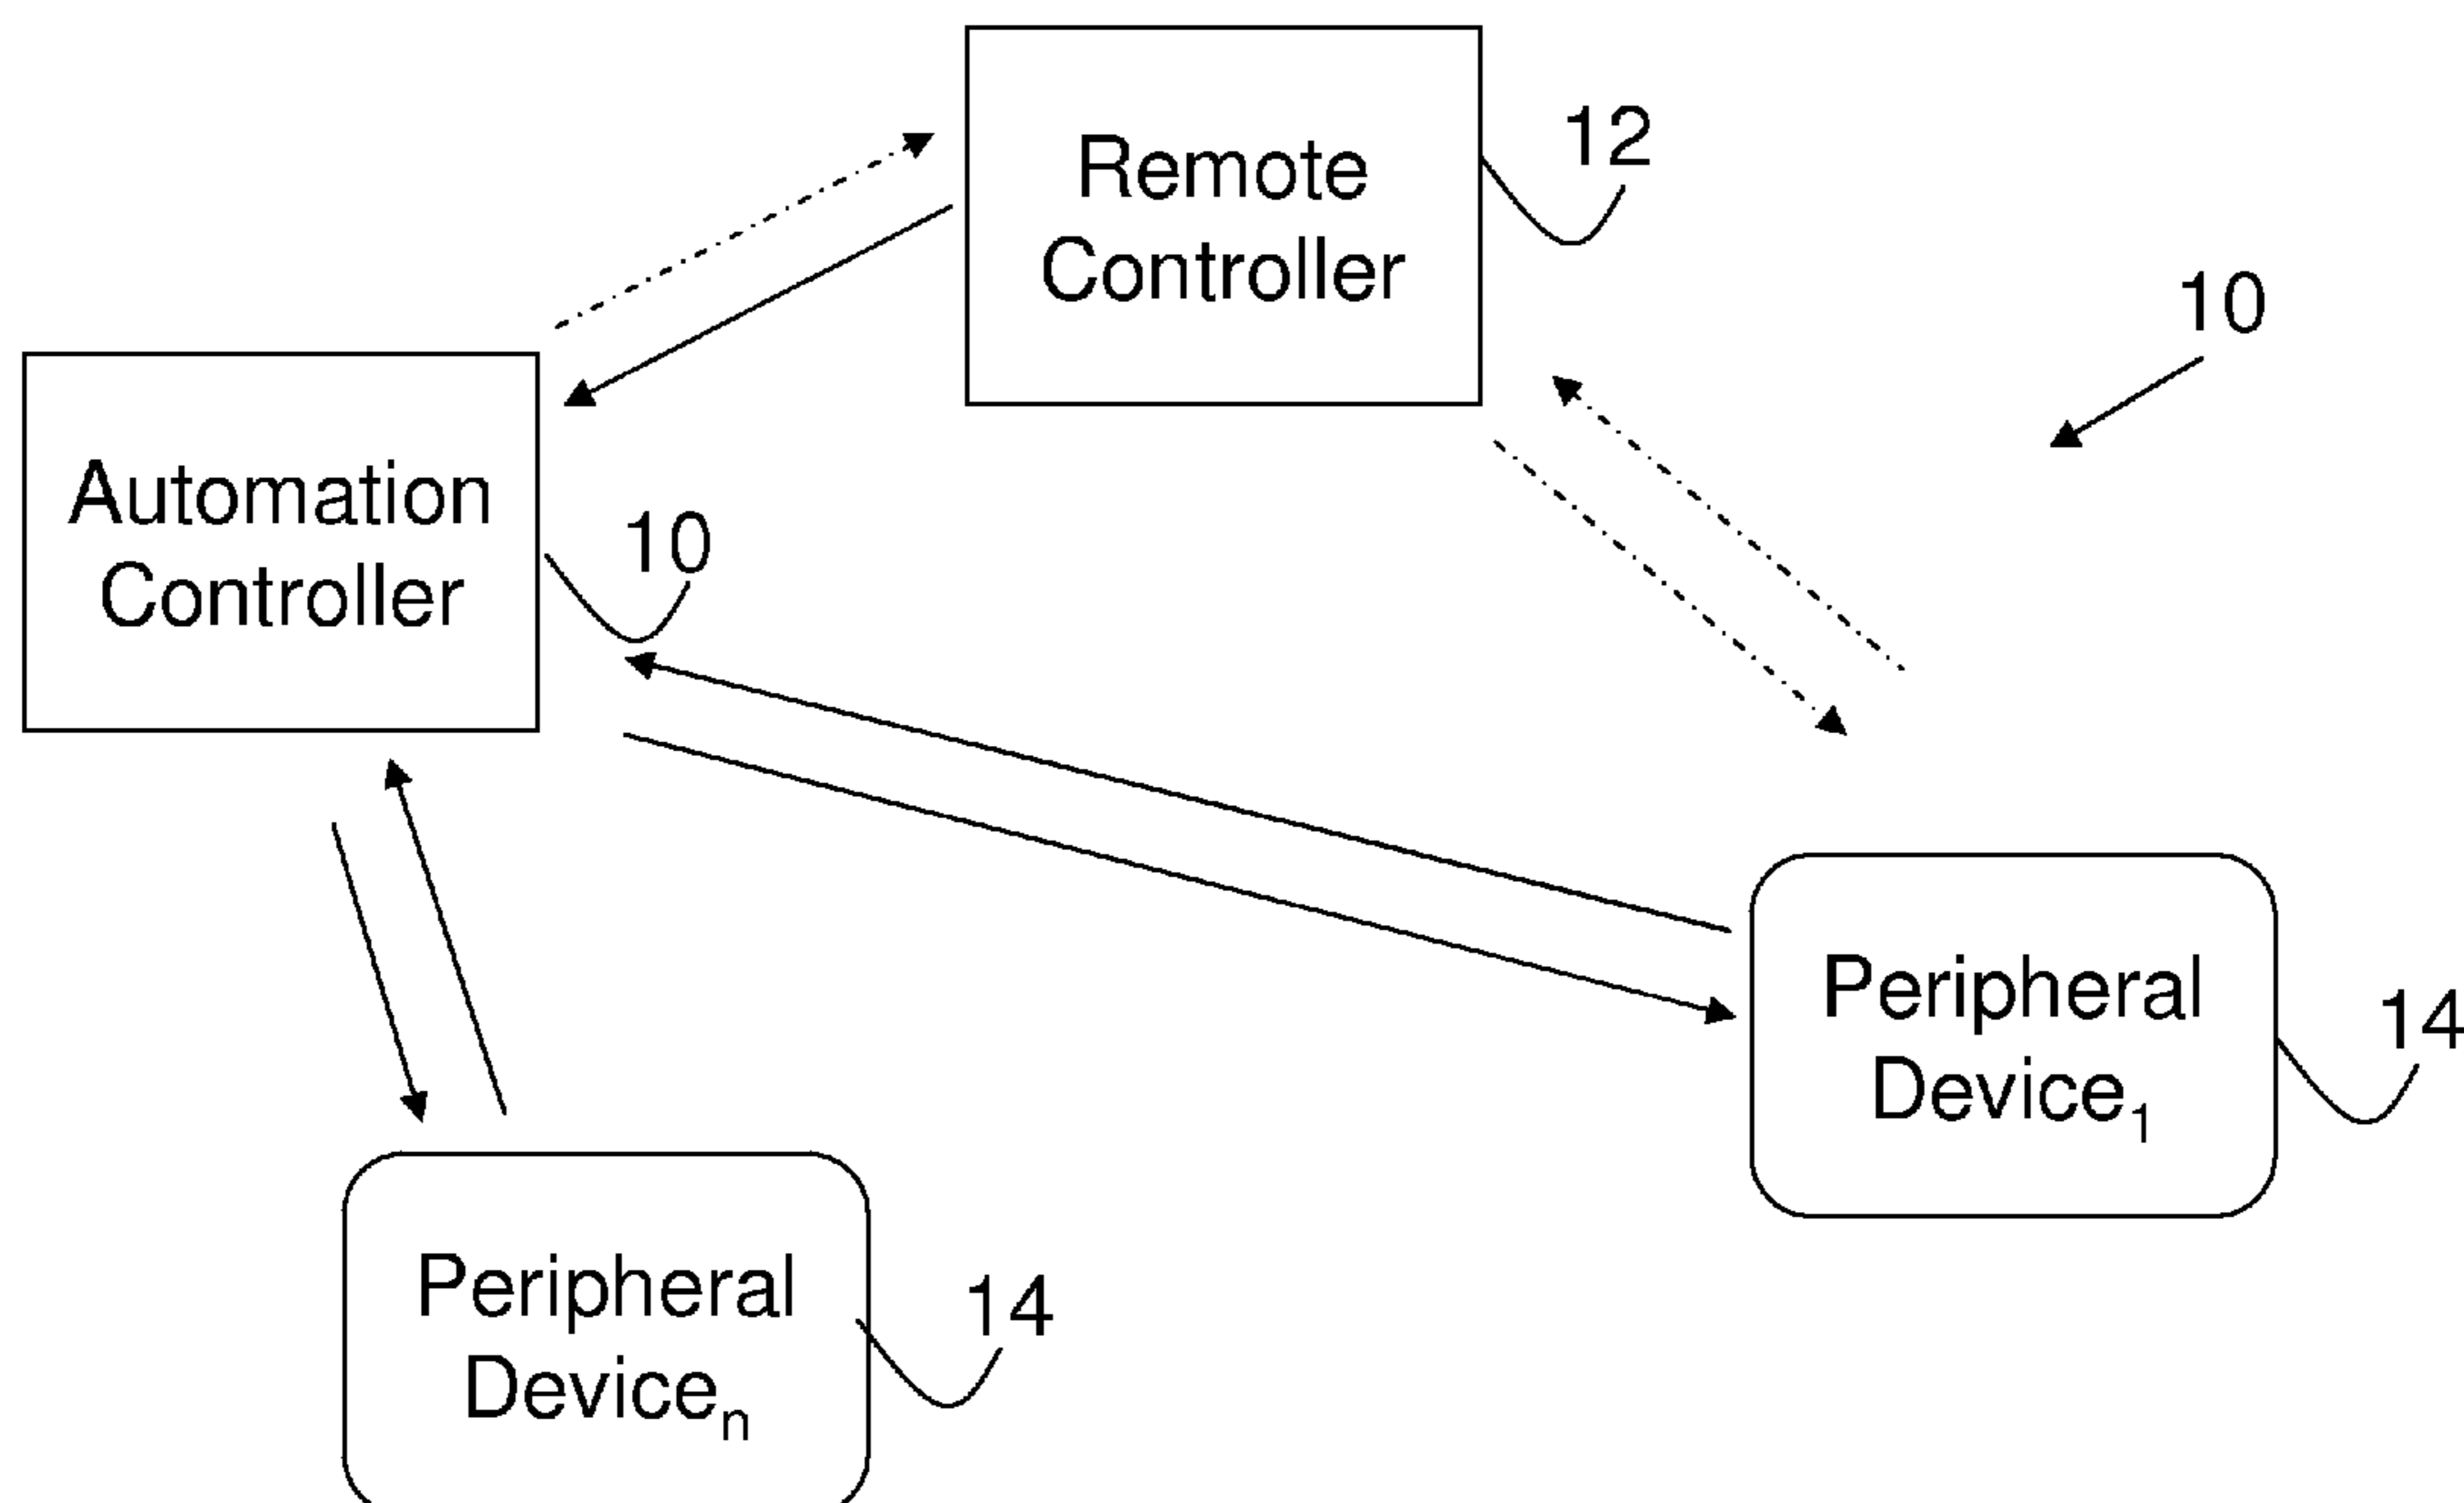 Remote
Controller
12
10
Automation
Controller
10
Peripheral
Device1
14
Peripheral
Devicen
14